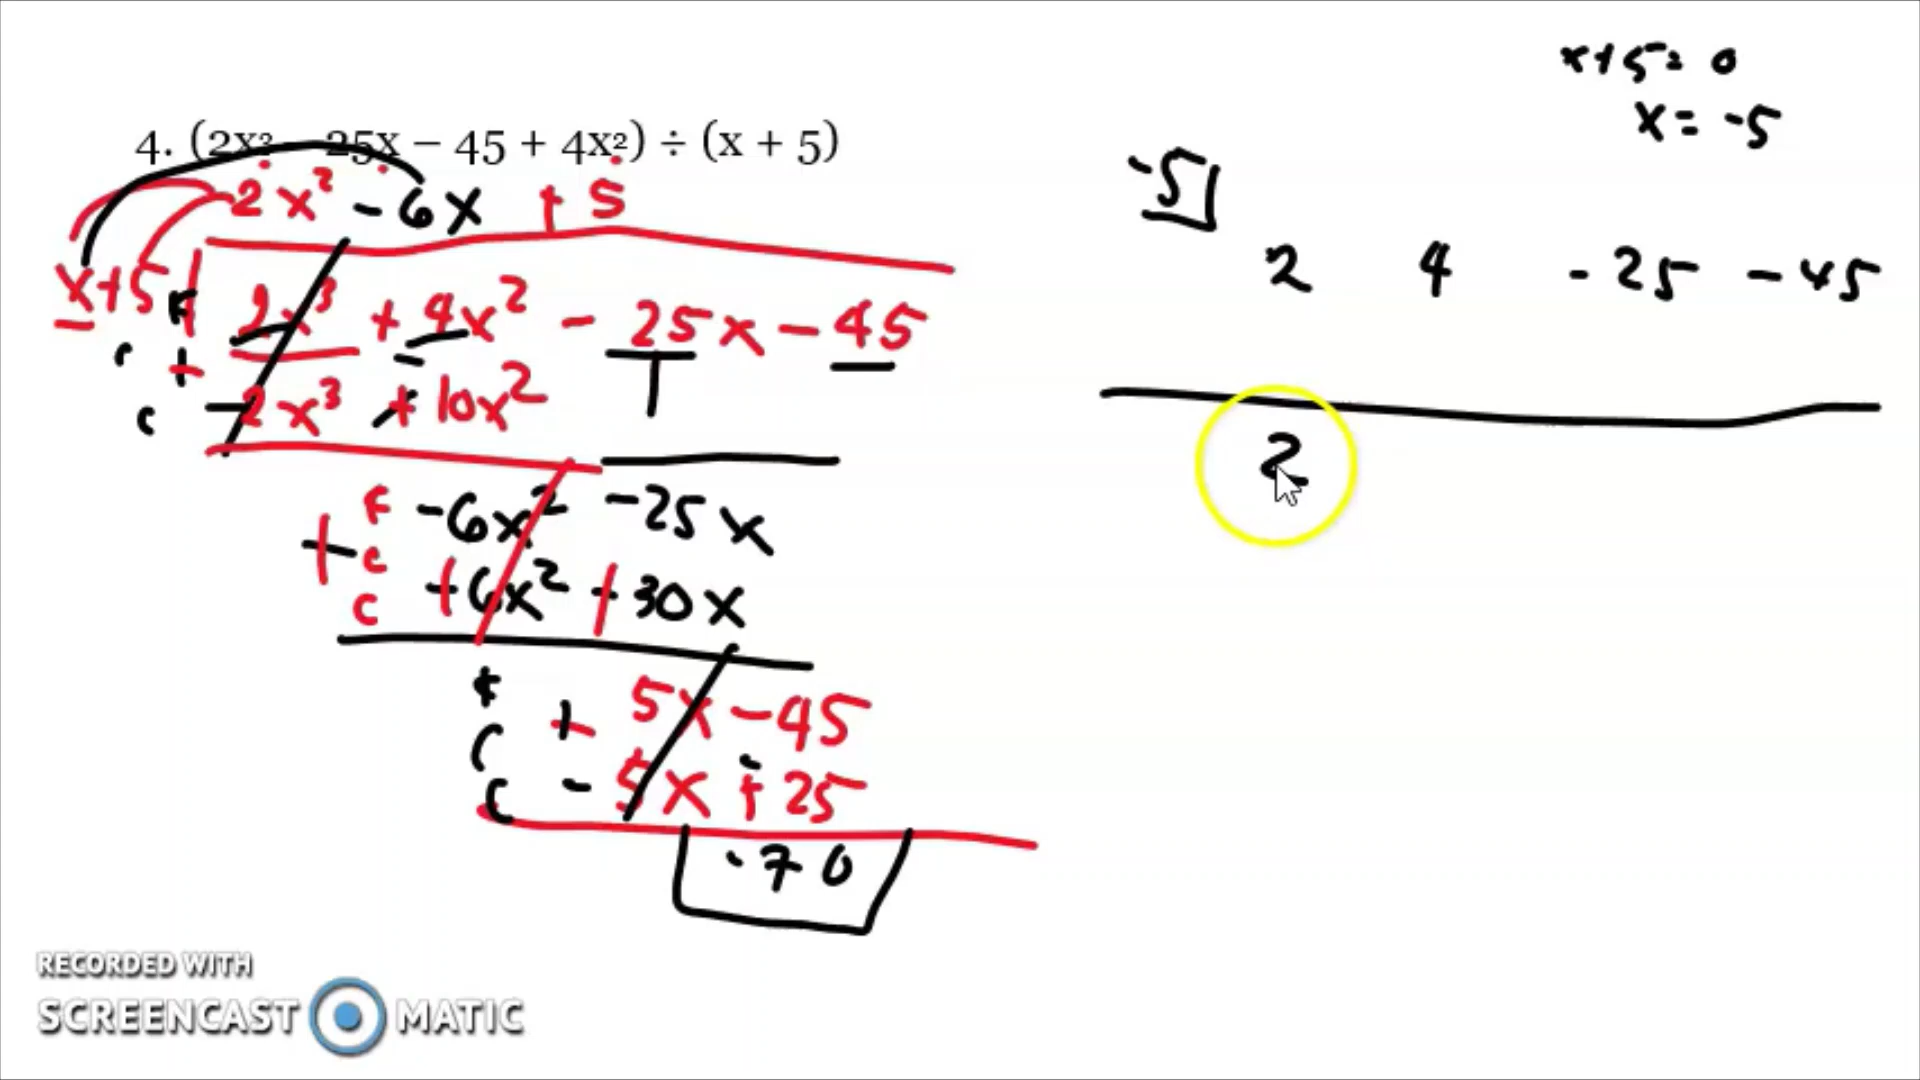 4. (2x³ – 25x – 45 + 4x²) ÷ (x + 5)
2x² - 6x + 5
x+5 2x³ + 4x² - 25x - 45
- 2x³ + 10x²
-6x² -25x
+6x² + 30x
5x - 45
- 5x + 25
-70
x+5 = 0
x = -5
-5
2 4 -25 -45
2
RECORDED WITH
SCREENCAST MATIC